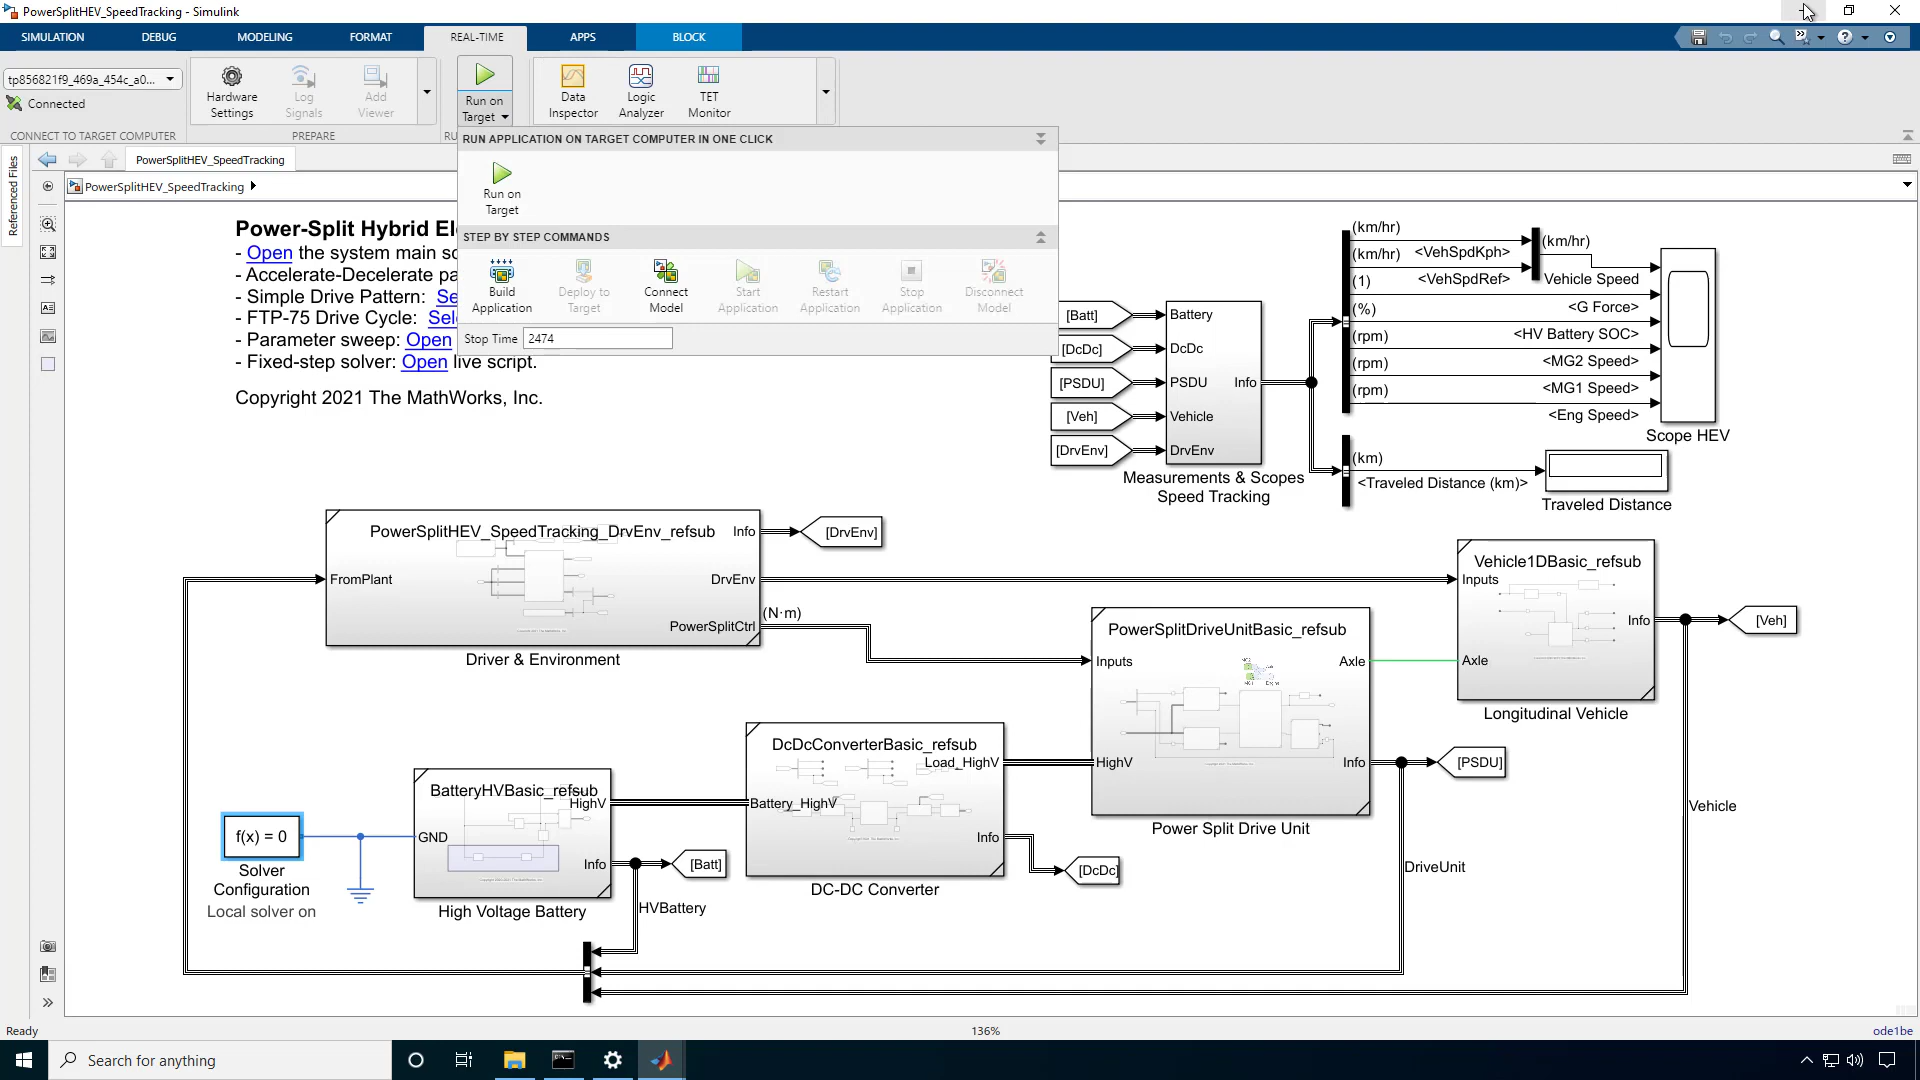 PowerSplitHEV_SpeedTracking - Simulink
SIMULATION
DEBUG
MODELING
FORMAT
REAL-TIME
APPS
BLOCK
tp856821f9_469a_454c_a0...
Connected
Hardware Settings
Log Signals
Add Viewer
Run on Target
Data Inspector
Logic Analyzer
TET Monitor
CONNECT TO TARGET COMPUTER
PREPARE
RU
RUN APPLICATION ON TARGET COMPUTER IN ONE CLICK
Run on Target
STEP BY STEP COMMANDS
Build Application
Deploy to Target
Connect Model
Start Application
Restart Application
Stop Application
Disconnect Model
Stop Time 2474
Referenced Files
PowerSplitHEV_SpeedTracking
PowerSplitHEV_SpeedTracking
Power-Split Hybrid El
- Open the system main sc
- Accelerate-Decelerate pa
- Simple Drive Pattern: Se
- FTP-75 Drive Cycle: Sel
- Parameter sweep: Open
- Fixed-step solver: Open live script.
Copyright 2021 The MathWorks, Inc.
[Batt]
[DcDc]
[PSDU]
[Veh]
[DrvEnv]
Battery
DcDc
PSDU
Vehicle
DrvEnv
Info
Measurements & Scopes
Speed Tracking
(km/hr)
<VehSpdKph>
(km/hr)
<VehSpdRef>
(km/hr)
Vehicle Speed
(1)
<G Force>
(%)
<HV Battery SOC>
(rpm)
<MG2 Speed>
(rpm)
<MG1 Speed>
(rpm)
<Eng Speed>
Scope HEV
(km)
<Traveled Distance (km)>
Traveled Distance
PowerSplitHEV_SpeedTracking_DrvEnv_refsub
Info
[DrvEnv]
FromPlant
DrvEnv
PowerSplitCtrl
(N·m)
Driver & Environment
Vehicle1DBasic_refsub
Inputs
Info
[Veh]
Axle
Longitudinal Vehicle
PowerSplitDriveUnitBasic_refsub
Inputs
Axle
HighV
Info
[PSDU]
Power Split Drive Unit
Vehicle
DriveUnit
DcDcConverterBasic_refsub
Load_HighV
Battery_HighV
Info
[DcDc]
DC-DC Converter
BatteryHVBasic_refsub
HighV
GND
Info
[Batt]
High Voltage Battery
HVBattery
f(x) = 0
Solver
Configuration
Local solver on
Ready
136%
ode1be
Search for anything